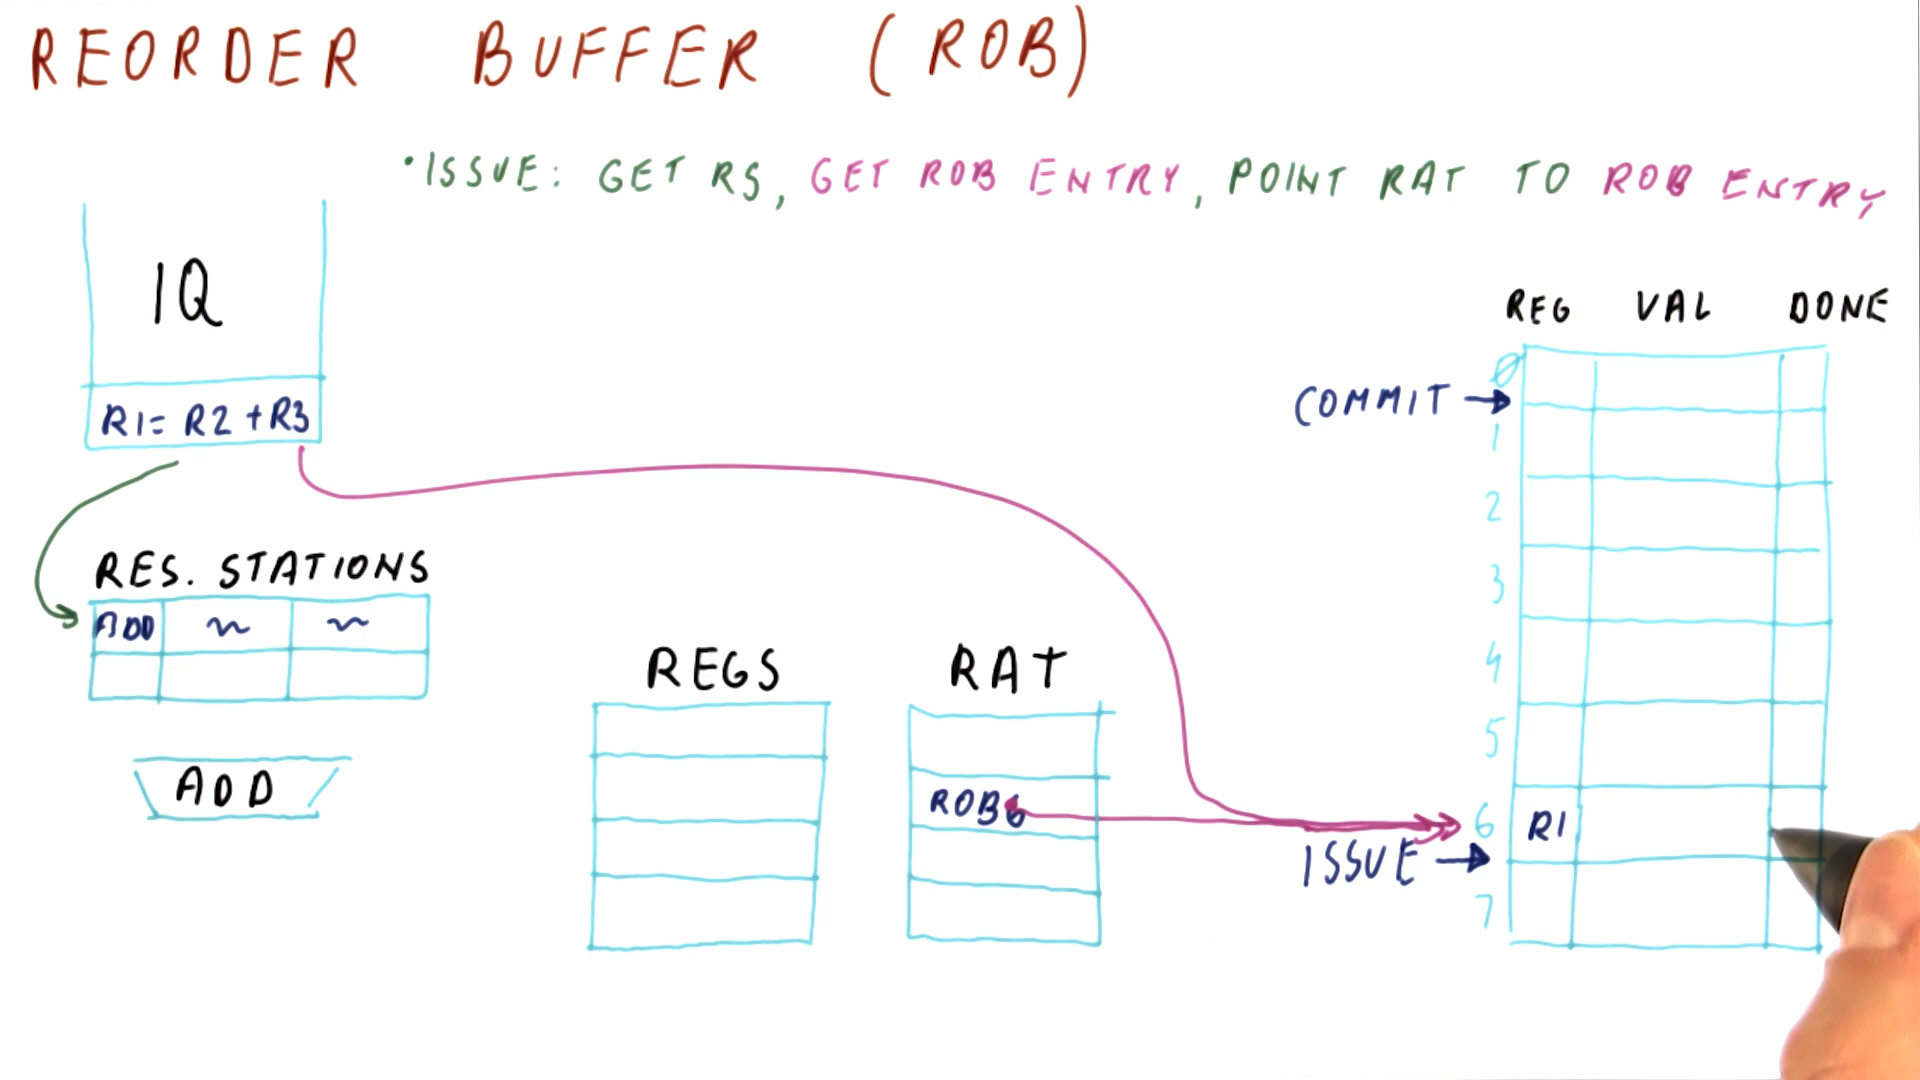 REORDER BUFFER (ROB)
•ISSUE: GET RS, GET ROB ENTRY, POINT RAT TO ROB ENTRY
IQ
R1= R2 +R3
REG VAL DONE
COMMIT → 0
1
2
3
4
5
6 R1
ISSUE →
7
RES. STATIONS
ADD ~ ~
ADD
REGS
RAT
ROB6